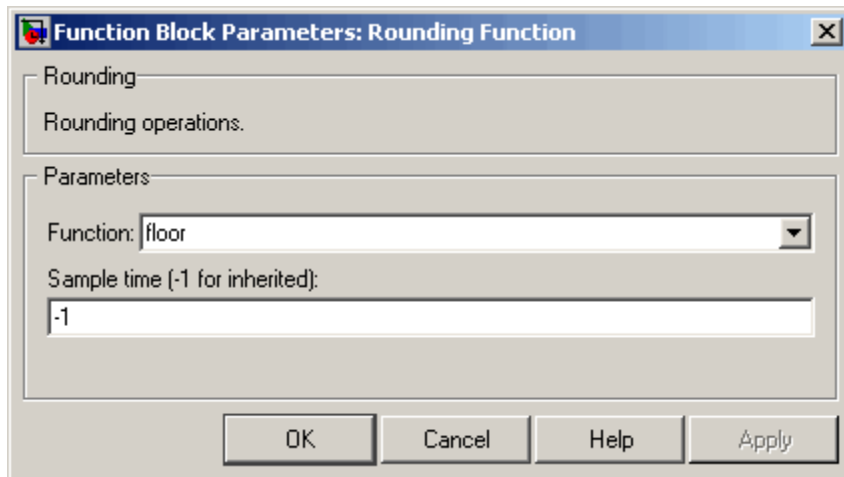 Function Block Parameters: Rounding Function
Rounding
Rounding operations.
Parameters
Function: floor
Sample time (-1 for inherited):
-1
OK Cancel Help Apply